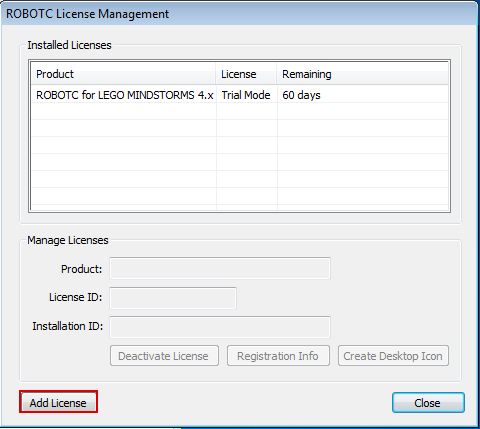 ROBOTC License Management
Installed Licenses
Product License Remaining
ROBOTC for LEGO MINDSTORMS 4.x Trial Mode 60 days
Manage Licenses
Product:
License ID:
Installation ID:
Deactivate License Registration Info Create Desktop Icon
Add License Close